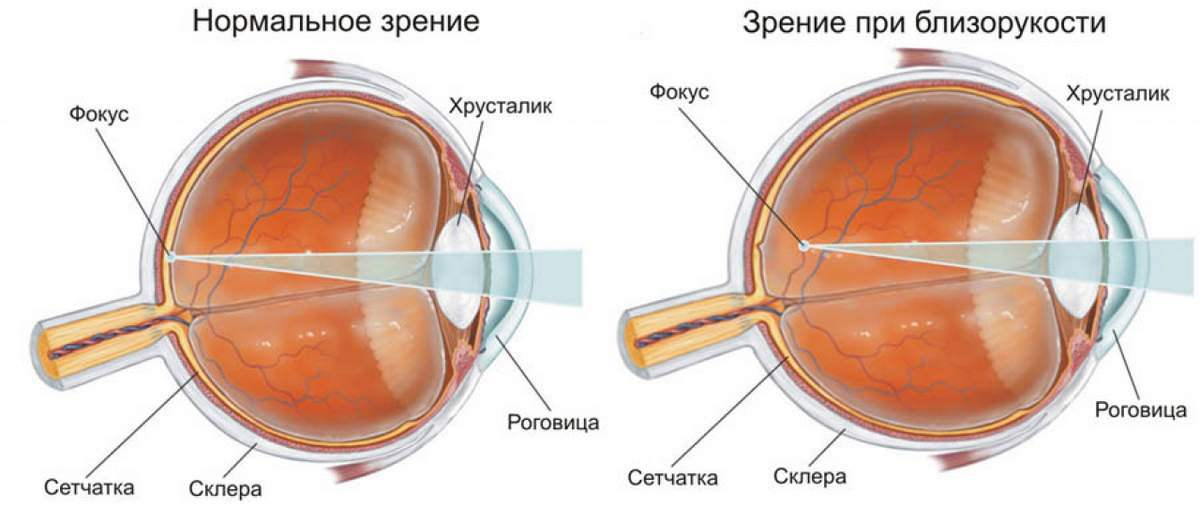 Нормальное зрение
Зрение при близорукости
Фокус
Хрусталик
Роговица
Сетчатка
Склера
Фокус
Хрусталик
Роговица
Сетчатка
Склера